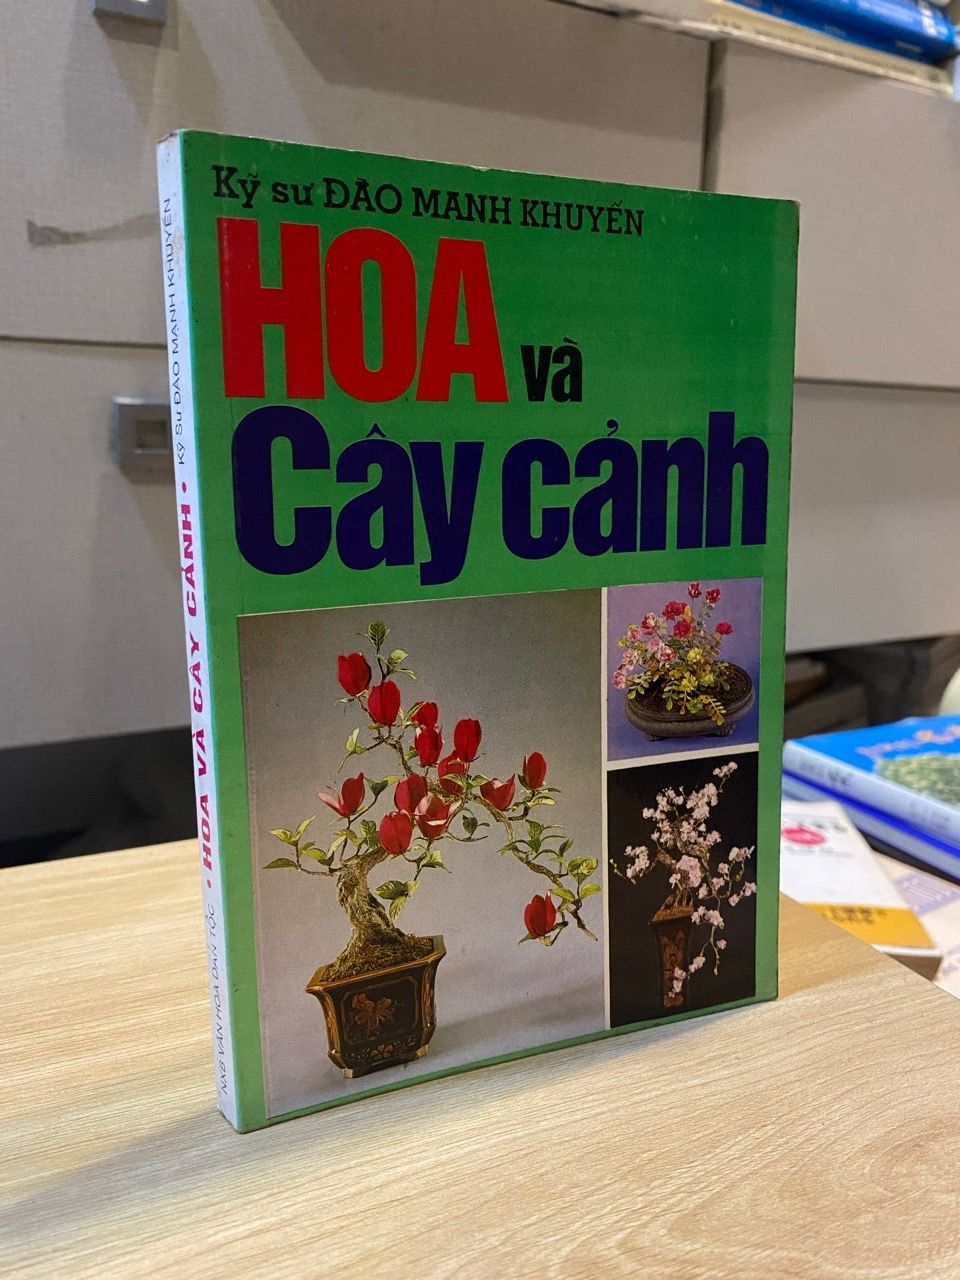 Kỹ sư ĐÀO MẠNH KHUYẾN
HOA và
Cây cảnh
NXB VĂN HÓA DÂN TỘC • HOA VÀ CÂY CẢNH • Kỹ Sư ĐÀO MẠNH KHUYẾN